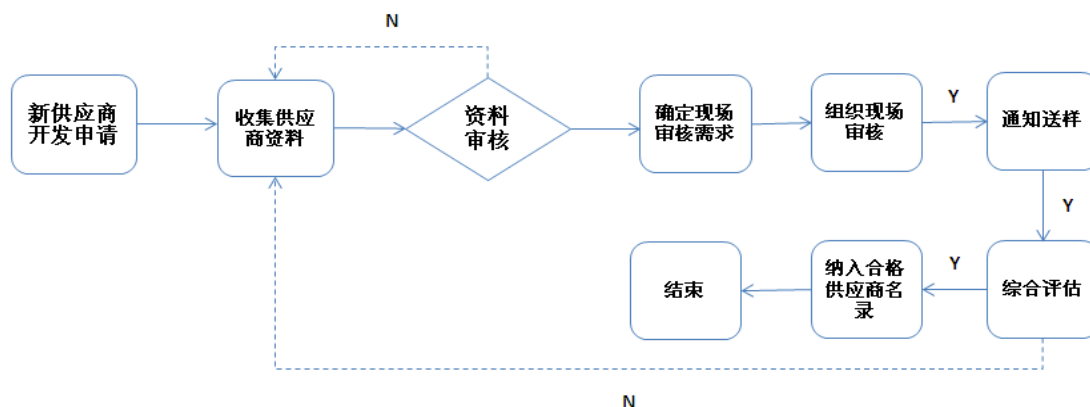 N
新供应商
开发申请
收集供应
商资料
资料
审核
确定现场
审核需求
组织现场
审核
Y
通知送样
Y
结束
纳入合格
供应商名
录
Y
综合评估
N